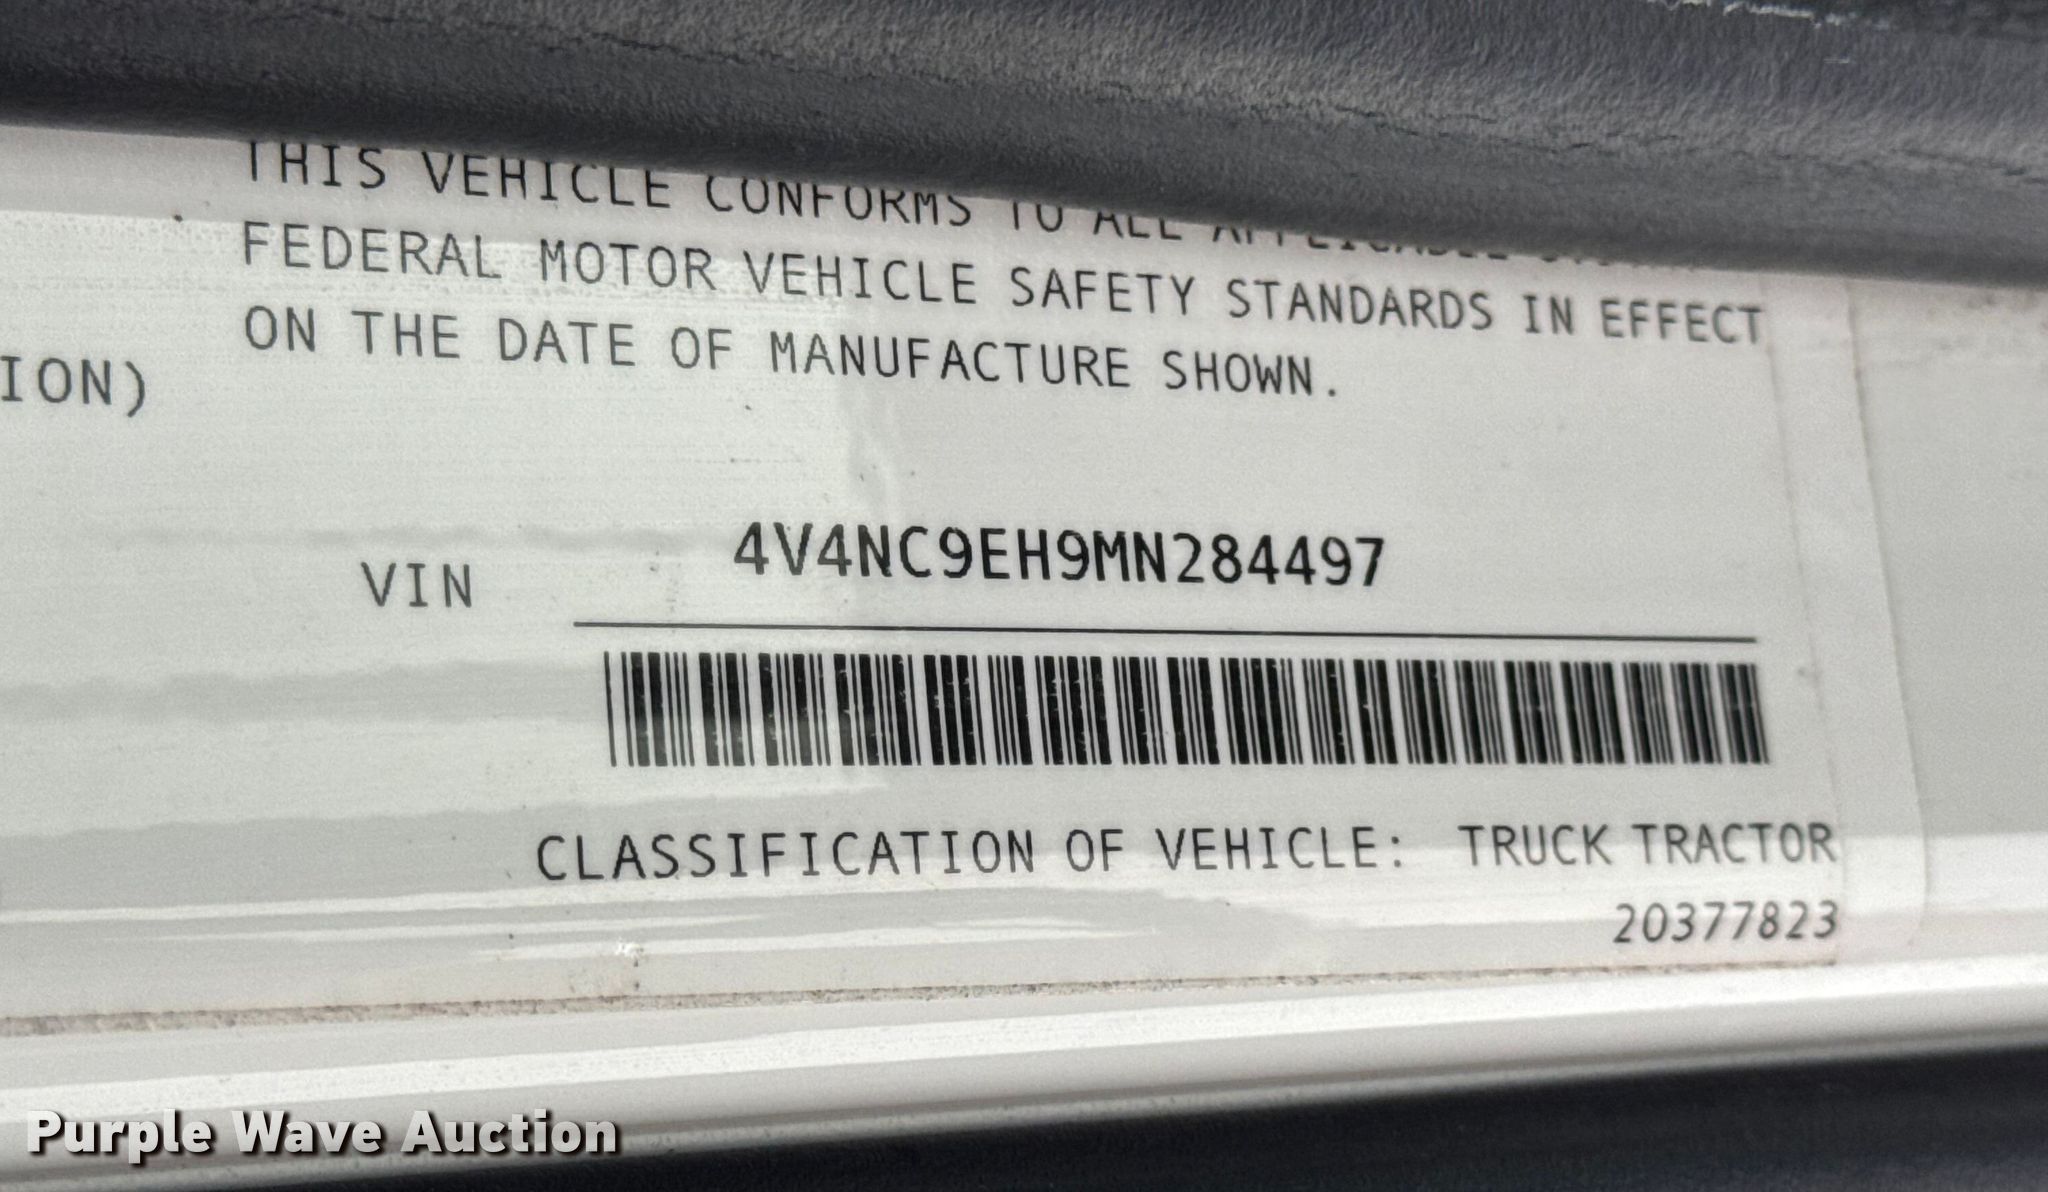 THIS VEHICLE CONFORMS TO ALL APPLICABLE
FEDERAL MOTOR VEHICLE SAFETY STANDARDS IN EFFECT
ON THE DATE OF MANUFACTURE SHOWN.
ION)
VIN 4V4NC9EH9MN284497
CLASSIFICATION OF VEHICLE: TRUCK TRACTOR
20377823
Purple Wave Auction